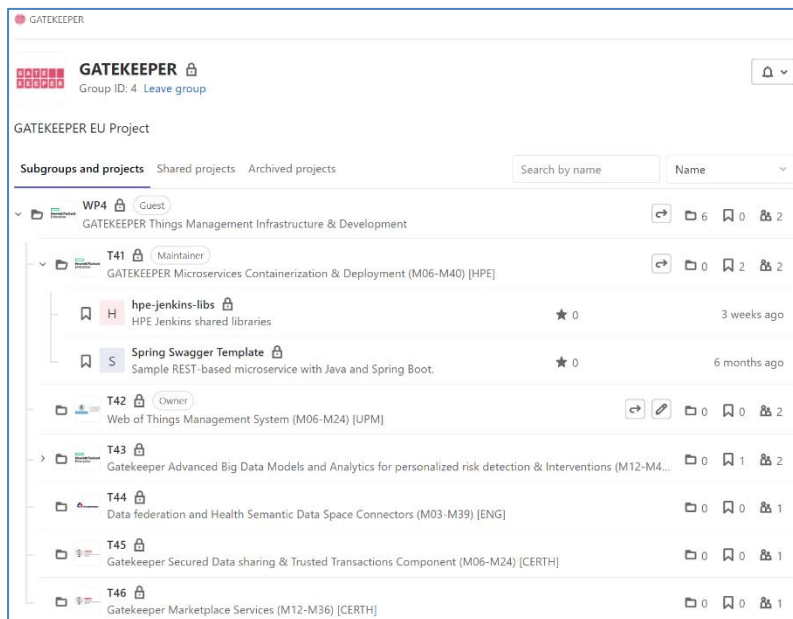 GATEKEEPER
GATE
KEEPER
GATEKEEPER
Group ID: 4 Leave group
GATEKEEPER EU Project
Subgroups and projects Shared projects Archived projects Search by name Name
WP4 Guest
GATEKEEPER Things Management Infrastructure & Development
6 0 2
T41 Maintainer
GATEKEEPER Microservices Containerization & Deployment (M06-M40) [HPE]
0 2 2
H hpe-jenkins-libs
HPE Jenkins shared libraries
0 3 weeks ago
S Spring Swagger Template
Sample REST-based microservice with Java and Spring Boot.
0 6 months ago
T42 Owner
Web of Things Management System (M06-M24) [UPM]
0 0 2
T43
Gatekeeper Advanced Big Data Models and Analytics for personalized risk detection & Interventions (M12-M4...
0 1 2
T44
Data federation and Health Semantic Data Space Connectors (M03-M39) [ENG]
0 0 1
T45
Gatekeeper Secured Data sharing & Trusted Transactions Component (M06-M24) [CERTH]
0 0 1
T46
Gatekeeper Marketplace Services (M12-M36) [CERTH]
0 0 1